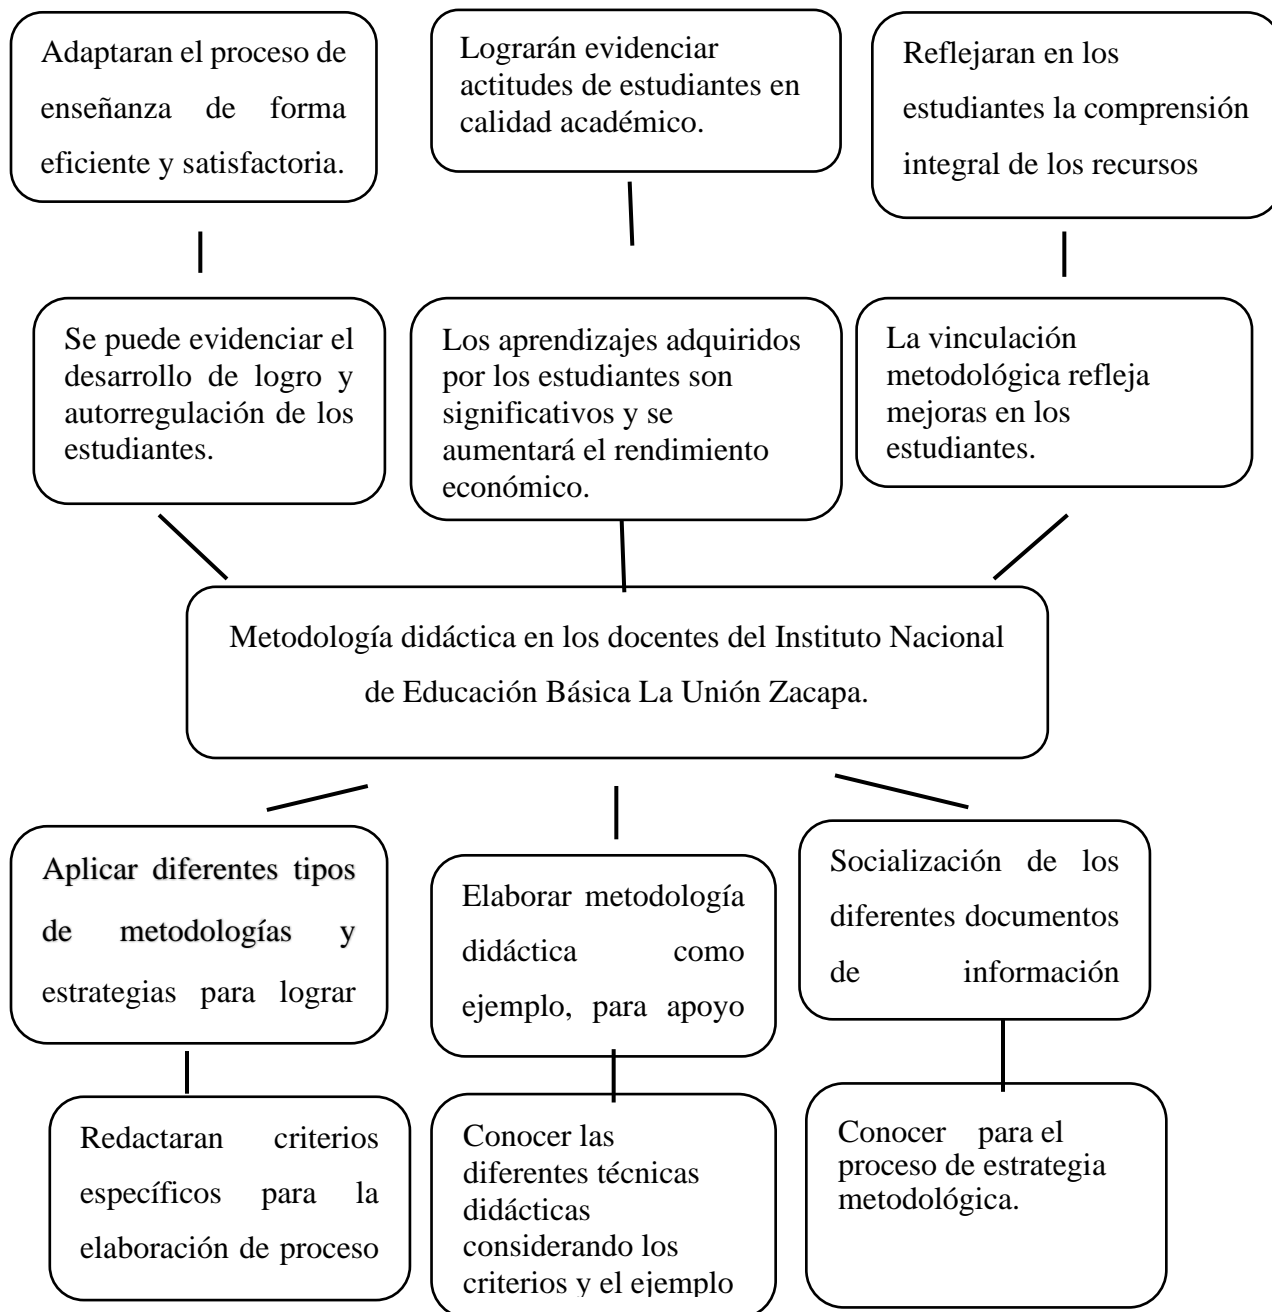 Adaptaran el proceso de
enseñanza de forma
eficiente y satisfactoria.
Lograrán evidenciar
actitudes de estudiantes en
calidad académico.
Reflejaran en los
estudiantes la comprensión
integral de los recursos
Se puede evidenciar el
desarrollo de logro y
autorregulación de los
estudiantes.
Los aprendizajes adquiridos
por los estudiantes son
significativos y se
aumentará el rendimiento
económico.
La vinculación
metodológica refleja
mejoras en los
estudiantes.
Metodología didáctica en los docentes del Instituto Nacional
de Educación Básica La Unión Zacapa.
Aplicar diferentes tipos
de metodologías y
estrategias para lograr
Elaborar metodología
didáctica como
ejemplo, para apoyo
Socialización de los
diferentes documentos
de información
Redactaran criterios
específicos para la
elaboración de proceso
Conocer las
diferentes técnicas
didácticas
considerando los
criterios y el ejemplo
Conocer para el
proceso de estrategia
metodológica.